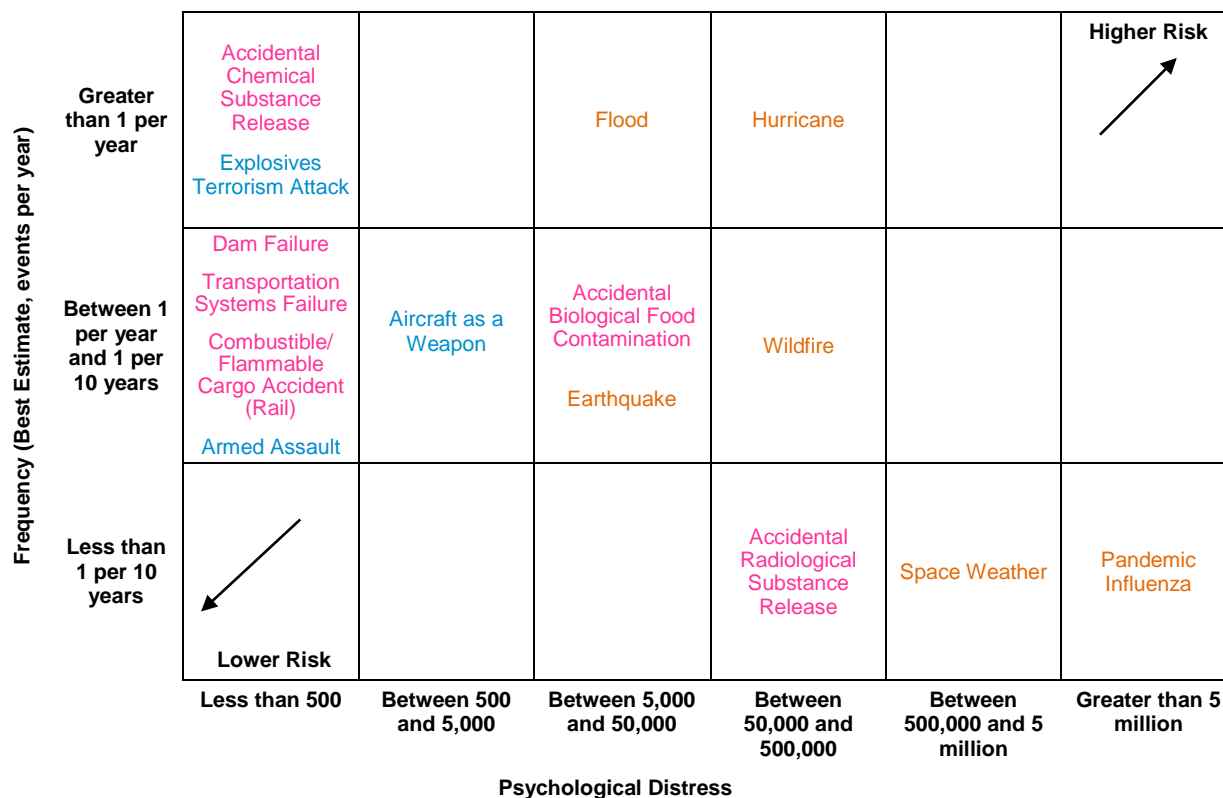 Frequency (Best Estimate, events per year)
Greater
than 1 per
year
Accidental
Chemical
Substance
Release
Explosives
Terrorism Attack
Flood
Hurricane
Higher Risk
Between 1
per year
and 1 per
10 years
Dam Failure
Transportation
Systems Failure
Combustible/
Flammable
Cargo Accident
(Rail)
Armed Assault
Aircraft as a
Weapon
Accidental
Biological Food
Contamination
Earthquake
Wildfire
Less than
1 per 10
years
Lower Risk
Accidental
Radiological
Substance
Release
Space Weather
Pandemic
Influenza
Less than 500
Between 500
and 5,000
Between 5,000
and 50,000
Between
50,000 and
500,000
Between
500,000 and 5
million
Greater than 5
million
Psychological Distress